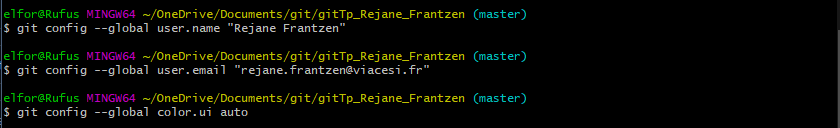 elfor@Rufus MINGW64 ~/OneDrive/Documents/git/gitTp_Rejane_Frantzen (master)
$ git config --global user.name "Rejane Frantzen"
elfor@Rufus MINGW64 ~/OneDrive/Documents/git/gitTp_Rejane_Frantzen (master)
$ git config --global user.email "rejane.frantzen@viacesi.fr"
elfor@Rufus MINGW64 ~/OneDrive/Documents/git/gitTp_Rejane_Frantzen (master)
$ git config --global color.ui auto